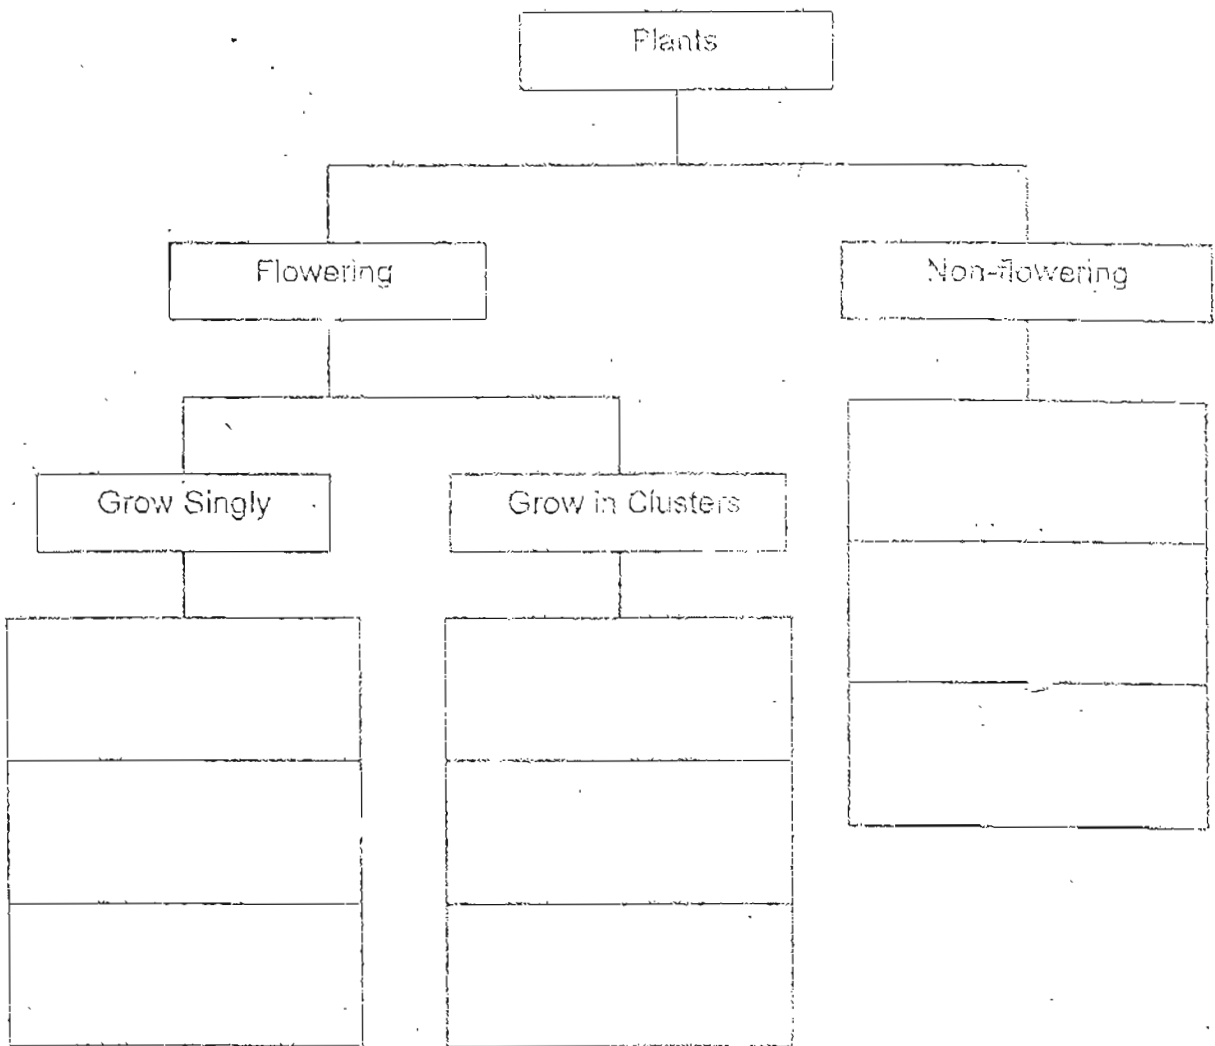 Plants
Flowering
Non-flowering
Grow Singly
Grow in Clusters